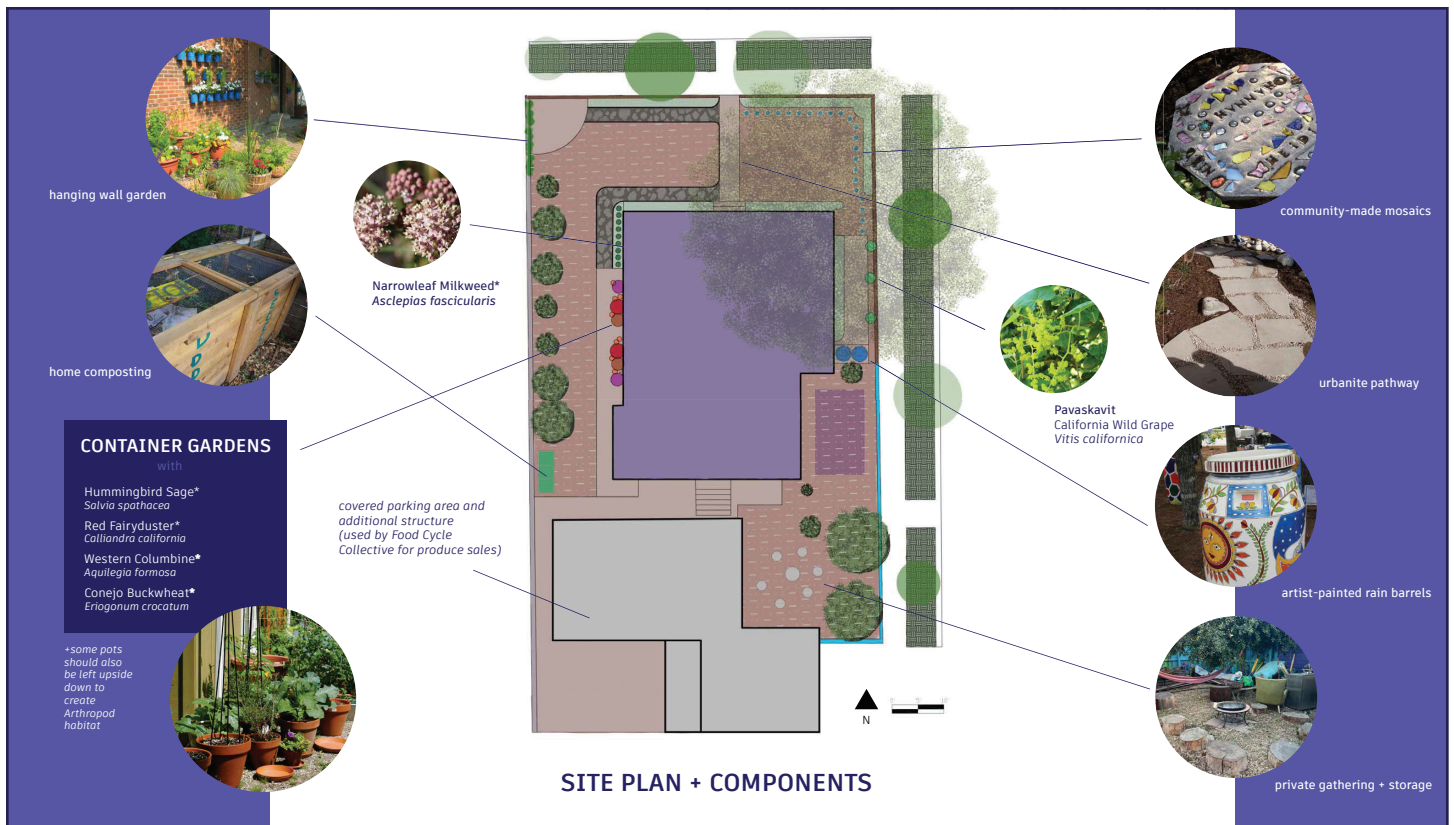 hanging wall garden
home composting
CONTAINER GARDENS
with
Hummingbird Sage*
Salvia spathacea
Red Fairyduster*
Calliandra california
Western Columbine*
Aquilegia formosa
Conejo Buckwheat*
Eriogonum crocatum
+some pots
should also
be left upside
down to
create
Arthropod
habitat
Narrowleaf Milkweed*
Asclepias fascicularis
covered parking area and
additional structure
(used by Food Cycle
Collective for produce sales)
N
SITE PLAN + COMPONENTS
Pavaskavit
California Wild Grape
Vitis californica
community-made mosaics
urbanite pathway
artist-painted rain barrels
private gathering + storage